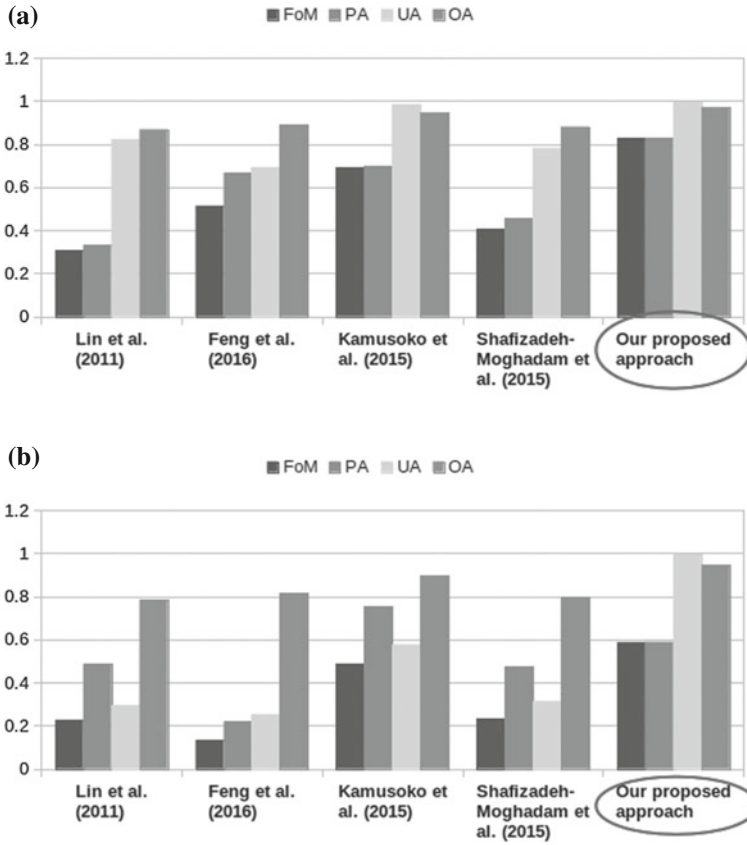 (a)
FoM PA UA OA
1.2
1
0.8
0.6
0.4
0.2
0
Lin et al.
(2011)
Feng et al.
(2016)
Kamusoko et
al. (2015)
Shafizadeh-
Moghadam et
al. (2015)
Our proposed
approach
(b)
FoM PA UA OA
1.2
1
0.8
0.6
0.4
0.2
0
Lin et al.
(2011)
Feng et al.
(2016)
Kamusoko et
al. (2015)
Shafizadeh-
Moghadam et
al. (2015)
Our proposed
approach